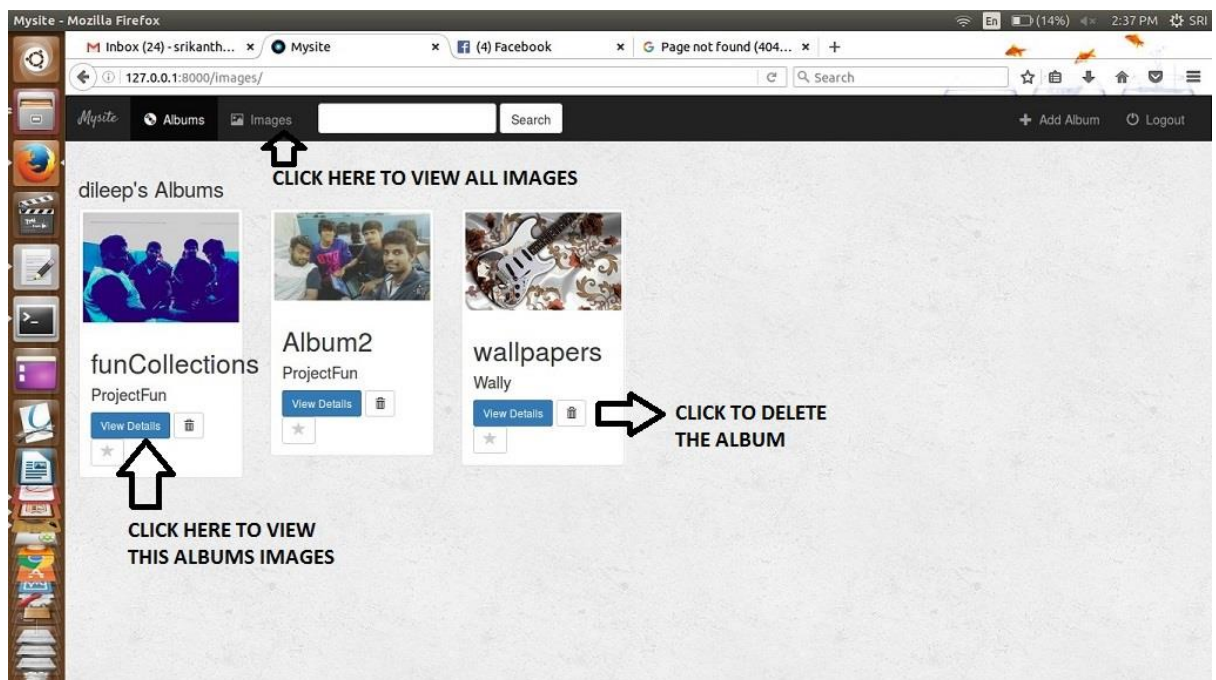 Mysite - Mozilla Firefox
En (14%) 2:37 PM SRI
Inbox (24) - srikanth... × Mysite × (4) Facebook × Page not found (404... × +
127.0.0.1:8000/images/ Search
Mysite Albums Images Search + Add Album Logout
CLICK HERE TO VIEW ALL IMAGES
dileep's Albums
funCollections
ProjectFun
View Details
Album2
ProjectFun
View Details
wallpapers
Wally
View Details
CLICK TO DELETE
THE ALBUM
CLICK HERE TO VIEW
THIS ALBUMS IMAGES